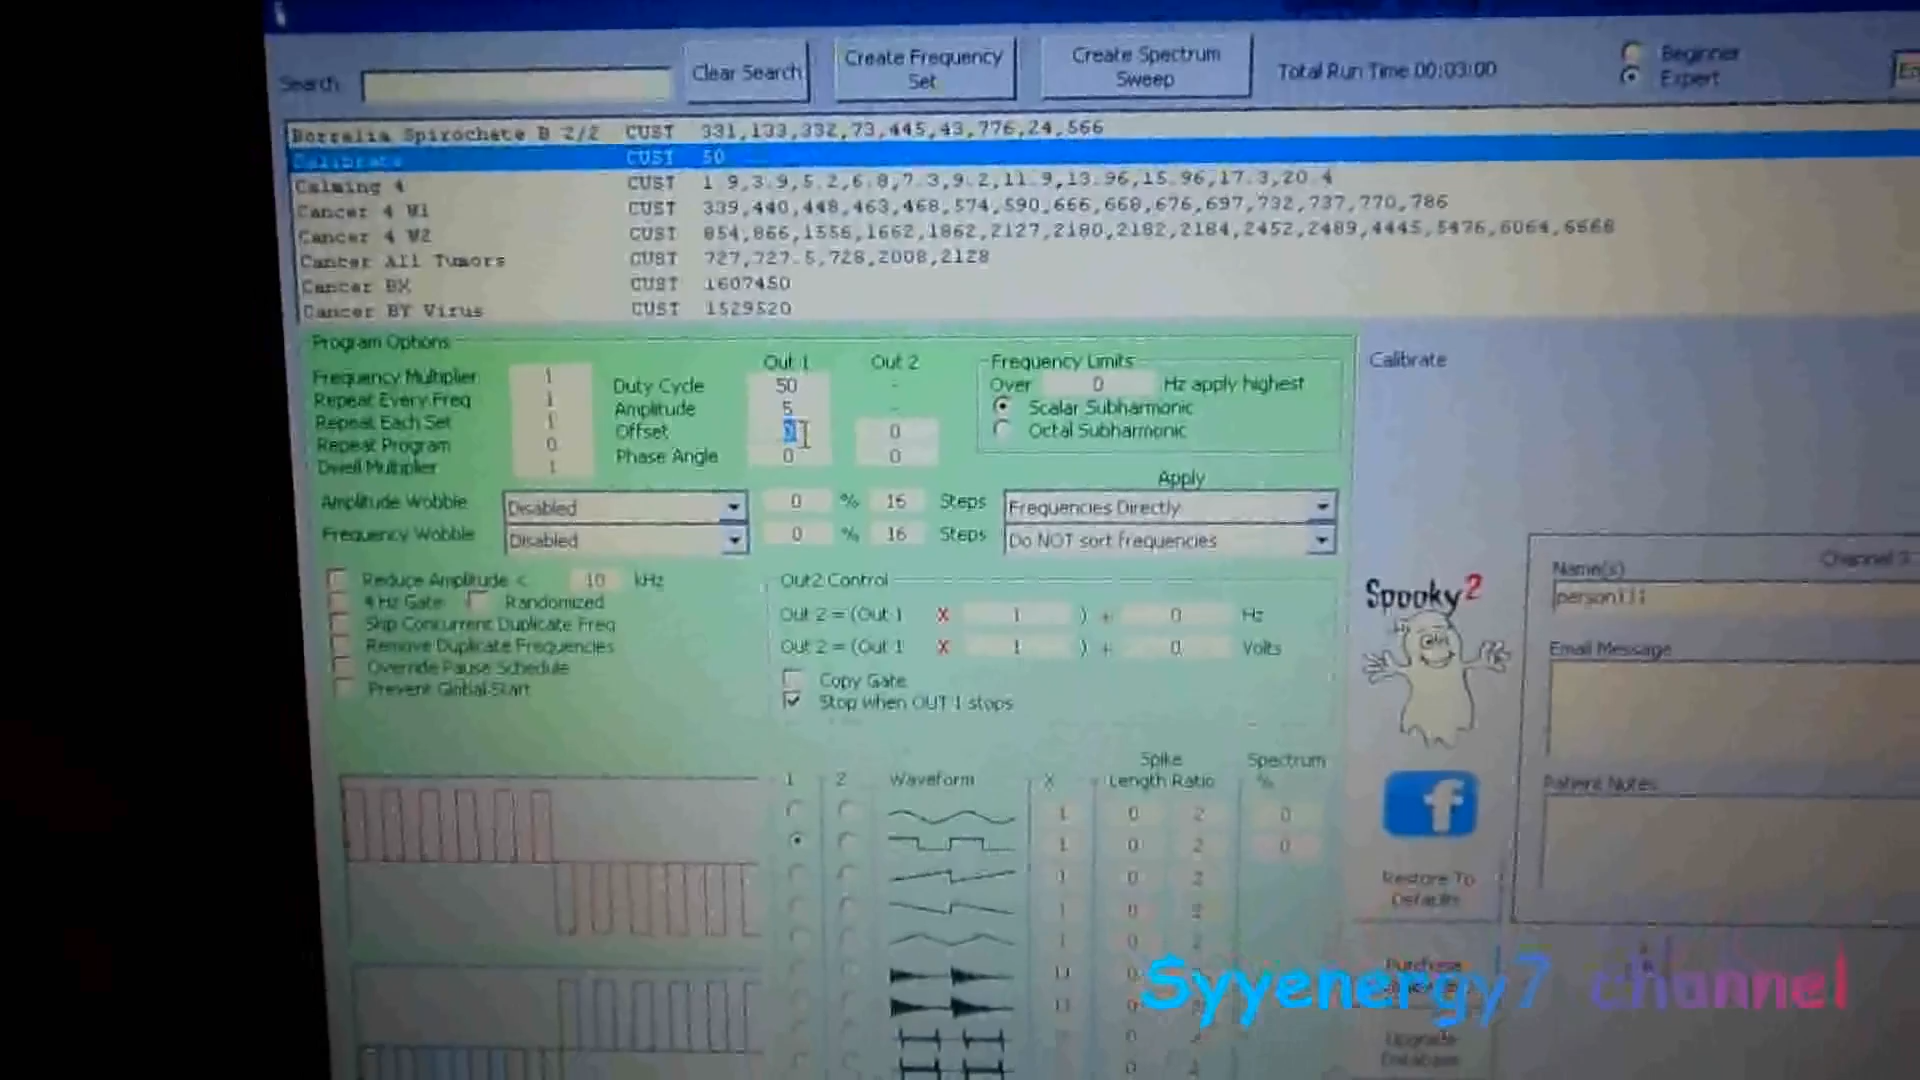 Search
Clear Search
Create Frequency Set
Create Spectrum Sweep
Total Run Time 00:03:00
Beginner
Expert
Borrelia Spirochete B 2/2 CUST 331,133,332,73,445,43,776,24,566
Calibrate CUST 50
Calming 4 CUST 1.9,3.9,5.2,6.8,7.3,9.2,11.9,13.96,15.96,17.3,20.4
Cancer 4 W1 CUST 339,440,448,463,468,574,590,666,668,676,697,732,737,770,786
Cancer 4 W2 CUST 854,866,1556,1662,1862,2127,2180,2182,2184,2452,2489,4445,5476,6064,6668
Cancer All Tumors CUST 727,727.5,728,2008,2128
Cancer BX CUST 1607450
Cancer BY Virus CUST 1529520
Program Options
Out 1 Out 2
Frequency Multiplier 1
Repeat Every Freq 1
Repeat Each Set 1
Repeat Program 0
Dwell Multiplier 1
Duty Cycle 50 -
Amplitude 5 -
Offset 0
Phase Angle 0 0
Frequency Limits
Over 0 Hz apply highest
Scalar Subharmonic
Octal Subharmonic
Calibrate
Apply
Amplitude Wobble Disabled 0 % 16 Steps Frequencies Directly
Frequency Wobble Disabled 0 % 16 Steps Do NOT sort frequencies
Reduce Amplitude < 10 kHz
4 Hz Gate Randomized
Skip Concurrent Duplicate Freq
Remove Duplicate Frequencies
Override Pause Schedule
Prevent Global Start
Out2 Control
Out 2 = (Out 1 X 1 ) + 0 Hz
Out 2 = (Out 1 X 1 ) + 0 Volts
Copy Gate
Stop when OUT 1 stops
Spooky2
Channel 3
Name(s)
Email Message
Patient Notes
1 2 Waveform X Spike Length Ratio Spectrum %
1 0 2 0
1 0 2 0
1 0 2
1 0 2
1 0 2
11 0
11 0
f
Restore To Defaults
Purchase
Upgrade Database
Syyenergy7 channel